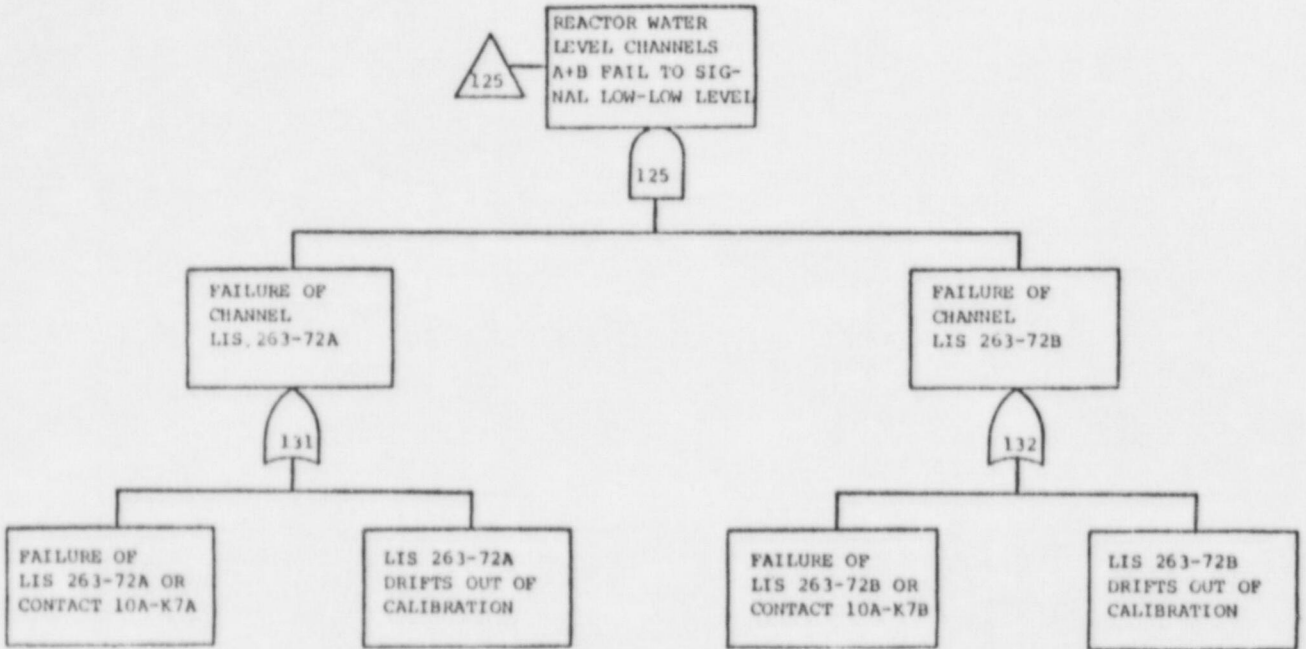 REACTOR WATER
LEVEL CHANNELS
A+B FAIL TO SIG-
NAL LOW-LOW LEVEL
125
125
FAILURE OF
CHANNEL
LIS. 263-72A
FAILURE OF
CHANNEL
LIS 263-72B
131
132
FAILURE OF
LIS 263-72A OR
CONTACT 10A-K7A
LIS 263-72A
DRIFTS OUT OF
CALIBRATION
FAILURE OF
LIS 263-72B OR
CONTACT 10A-K7B
LIS 263-72B
DRIFTS OUT OF
CALIBRATION